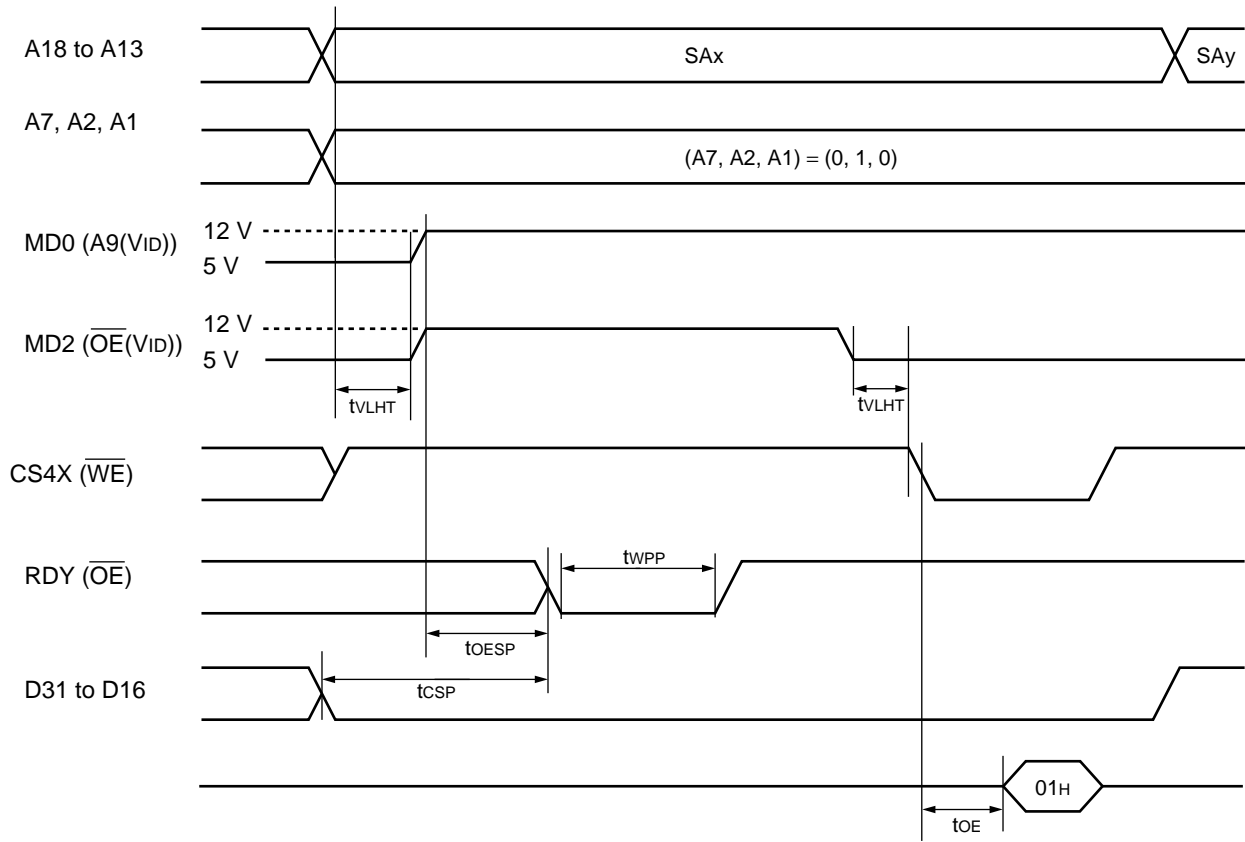 A18 to A13
SAx
SAy
A7, A2, A1
(A7, A2, A1) = (0, 1, 0)
MD0 (A9(VID))
12 V
5 V
MD2 (OE(VID))
12 V
5 V
tVLHT
tVLHT
CS4X (WE)
RDY (OE)
tWPP
tOESP
D31 to D16
tCSP
01H
tOE